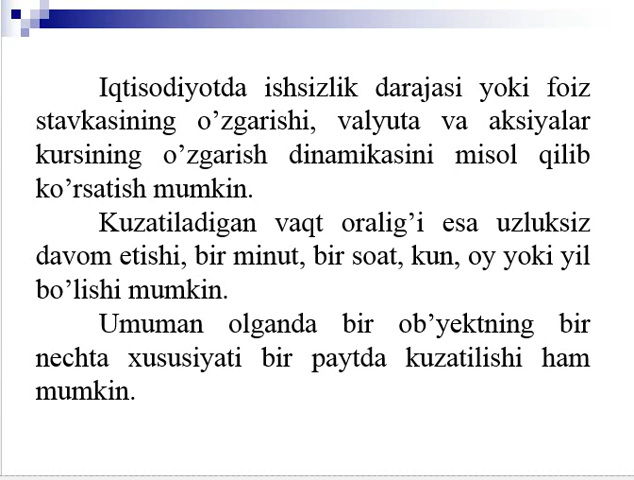 Iqtisodiyotda ishsizlik darajasi yoki foiz
stavkasining o’zgarishi, valyuta va aksiyalar
kursining o’zgarish dinamikasini misol qilib
ko’rsatish mumkin.
Kuzatiladigan vaqt oralig’i esa uzluksiz
davom etishi, bir minut, bir soat, kun, oy yoki yil
bo’lishi mumkin.
Umuman olganda bir ob’yektning bir
nechta xususiyati bir paytda kuzatilishi ham
mumkin.